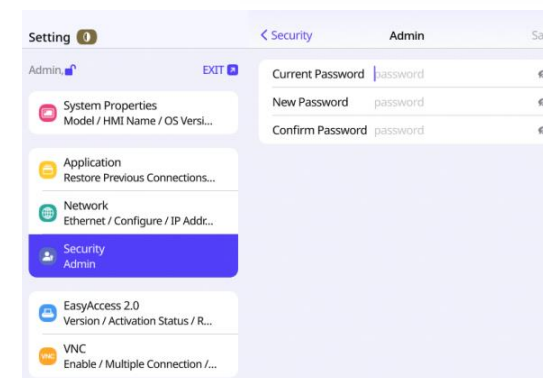 Setting
Admin,
EXIT
System Properties
Model / HMI Name / OS Versi...
Application
Restore Previous Connections...
Network
Ethernet / Configure / IP Addr...
Security
Admin
EasyAccess 2.0
Version / Activation Status / R...
VNC
VNC
Enable / Multiple Connection /...
Security
Admin
Sa
Current Password password
New Password password
Confirm Password password